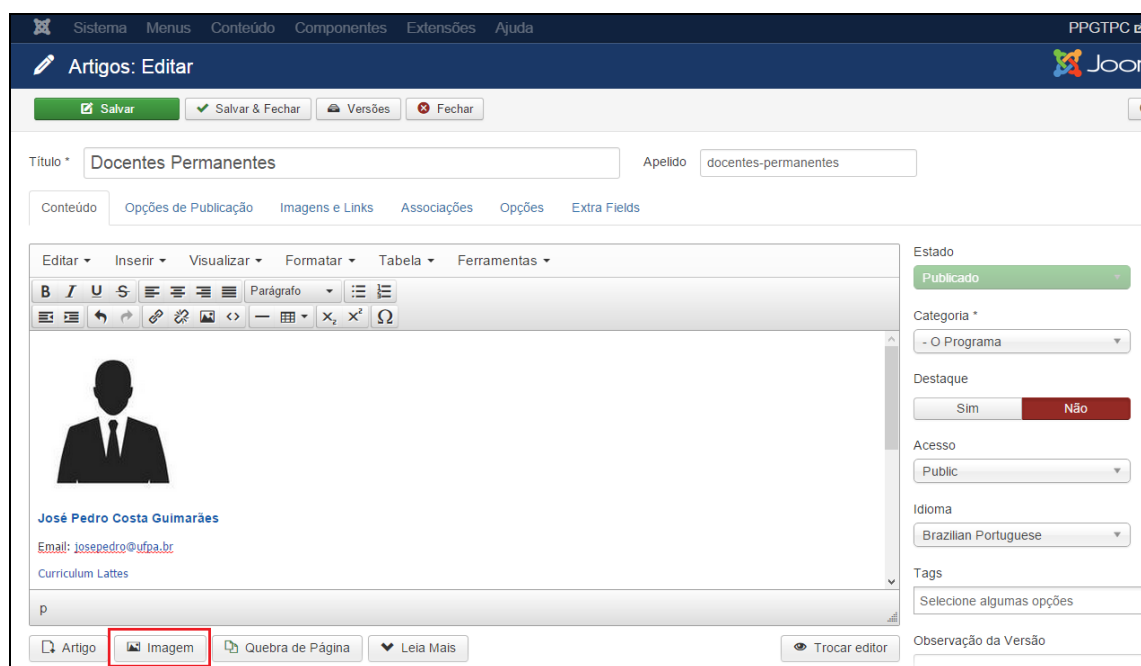 Sistema Menus Conteúdo Componentes Extensões Ajuda PPGTPC
Artigos: Editar Joo
Salvar Salvar & Fechar Versões Fechar
Título * Docentes Permanentes Apelido docentes-permanentes
Conteúdo Opções de Publicação Imagens e Links Associações Opções Extra Fields
Editar Inserir Visualizar Formatar Tabela Ferramentas
B I U S Parágrafo
x₂ x² Ω
José Pedro Costa Guimarães
Email: josepedro@ufpa.br
Curriculum Lattes
p
Artigo Imagem Quebra de Página Leia Mais Trocar editor
Estado
Publicado
Categoria *
- O Programa
Destaque
Sim Não
Acesso
Public
Idioma
Brazilian Portuguese
Tags
Selecione algumas opções
Observação da Versão